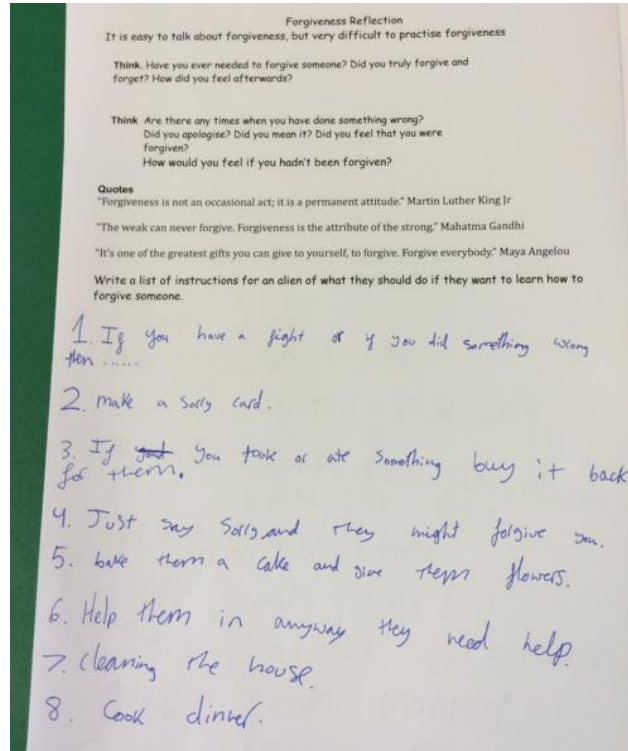 Forgiveness Reflection
It is easy to talk about forgiveness, but very difficult to practise forgiveness
Think. Have you ever needed to forgive someone? Did you truly forgive and
forget? How did you feel afterwards?
Think Are there any times when you have done something wrong?
Did you apologise? Did you mean it? Did you feel that you were
forgiven?
How would you feel if you hadn't been forgiven?
Quotes
"Forgiveness is not an occasional act; it is a permanent attitude." Martin Luther King Jr
"The weak can never forgive. Forgiveness is the attribute of the strong." Mahatma Gandhi
"It's one of the greatest gifts you can give to yourself, to forgive. Forgive everybody." Maya Angelou
Write a list of instructions for an alien of what they should do if they want to learn how to
forgive someone.
1. If you have a fight or if you did something wrong
then ......
2. make a sorry card.
3. If you took or ate something buy it back
for them.
4. Just say sorry and they might forgive you.
5. bake them a cake and give them flowers.
6. Help them in anyway they need help.
7. Cleaning the house.
8. Cook dinner.